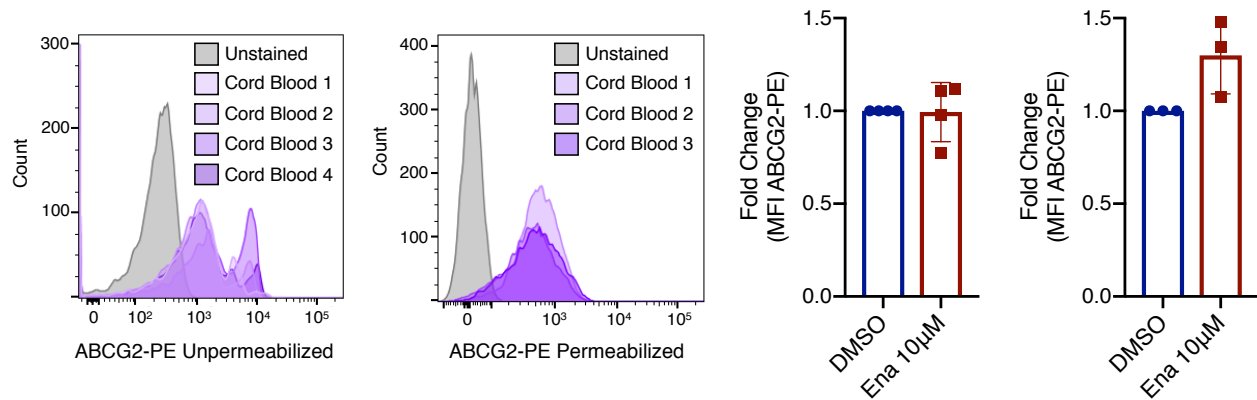 300
200
100
Count
Unstained
Cord Blood 1
Cord Blood 2
Cord Blood 3
Cord Blood 4
0 10² 10³ 10⁴ 10⁵
ABCG2-PE Unpermeabilized
400
300
200
100
Count
Unstained
Cord Blood 1
Cord Blood 2
Cord Blood 3
0 10³ 10⁴ 10⁵
ABCG2-PE Permeabilized
1.5
1.0
0.5
0.0
Fold Change
(MFI ABCG2-PE)
DMSO
Ena 10µM
1.5
1.0
0.5
0.0
Fold Change
(MFI ABCG2-PE)
DMSO
Ena 10µM